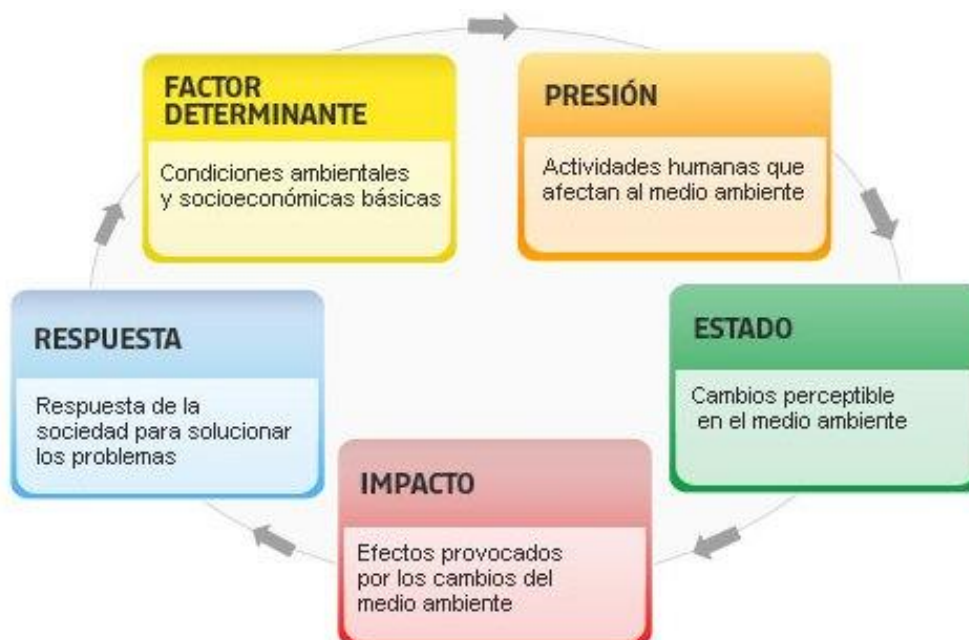 FACTOR
DETERMINANTE
Condiciones ambientales
y socioeconómicas básicas
PRESIÓN
Actividades humanas que
afectan al medio ambiente
RESPUESTA
Respuesta de la
sociedad para solucionar
los problemas
ESTADO
Cambios perceptible
en el medio ambiente
IMPACTO
Efectos provocados
por los cambios del
medio ambiente